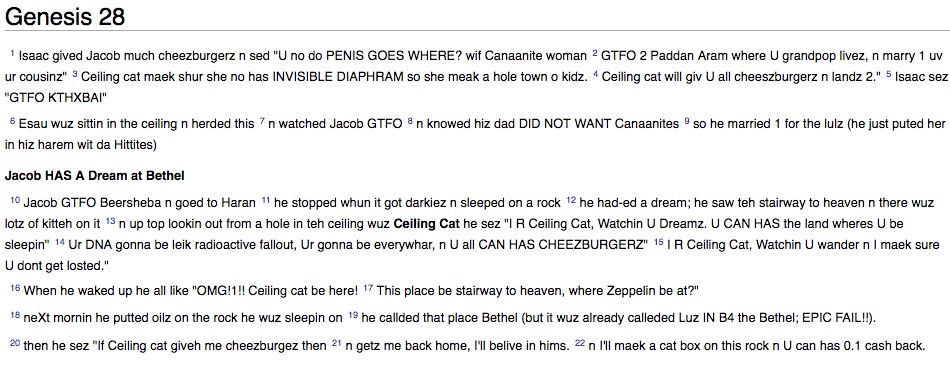 Genesis 28
1 Isaac gived Jacob much cheezburgerz n sed "U no do PENIS GOES WHERE? wif Canaanite woman 2 GTFO 2 Paddan Aram where U grandpop livez, n marry 1 uv
ur cousinz" 3 Ceiling cat maek shur she no has INVISIBLE DIAPHRAM so she meak a hole town o kidz. 4 Ceiling cat will giv U all cheeszburgerz n landz 2." 5 Isaac sez
"GTFO KTHXBAI"
6 Esau wuz sittin in the ceiling n herded this 7 n watched Jacob GTFO 8 n knowed hiz dad DID NOT WANT Canaanites 9 so he married 1 for the lulz (he just puted her
in hiz harem wit da Hittites)
Jacob HAS A Dream at Bethel
10 Jacob GTFO Beersheba n goed to Haran 11 he stopped whun it got darkiez n sleeped on a rock 12 he had-ed a dream; he saw teh stairway to heaven n there wuz
lotz of kitteh on it 13 n up top lookin out from a hole in teh ceiling wuz Ceiling Cat he sez "I R Ceiling Cat, Watchin U Dreamz. U CAN HAS the land wheres U be
sleepin" 14 Ur DNA gonna be leik radioactive fallout, Ur gonna be everywhar, n U all CAN HAS CHEEZBURGERZ" 15 I R Ceiling Cat, Watchin U wander n I maek sure
U dont get losted."
16 When he waked up he all like "OMG!1!! Ceiling cat be here! 17 This place be stairway to heaven, where Zeppelin be at?"
18 neXt mornin he putted oilz on the rock he wuz sleepin on 19 he callded that place Bethel (but it wuz already calleded Luz IN B4 the Bethel; EPIC FAIL!!).
20 then he sez "If Ceiling cat giveh me cheezburgez then 21 n getz me back home, I'll belive in hims. 22 n I'll maek a cat box on this rock n U can has 0.1 cash back.